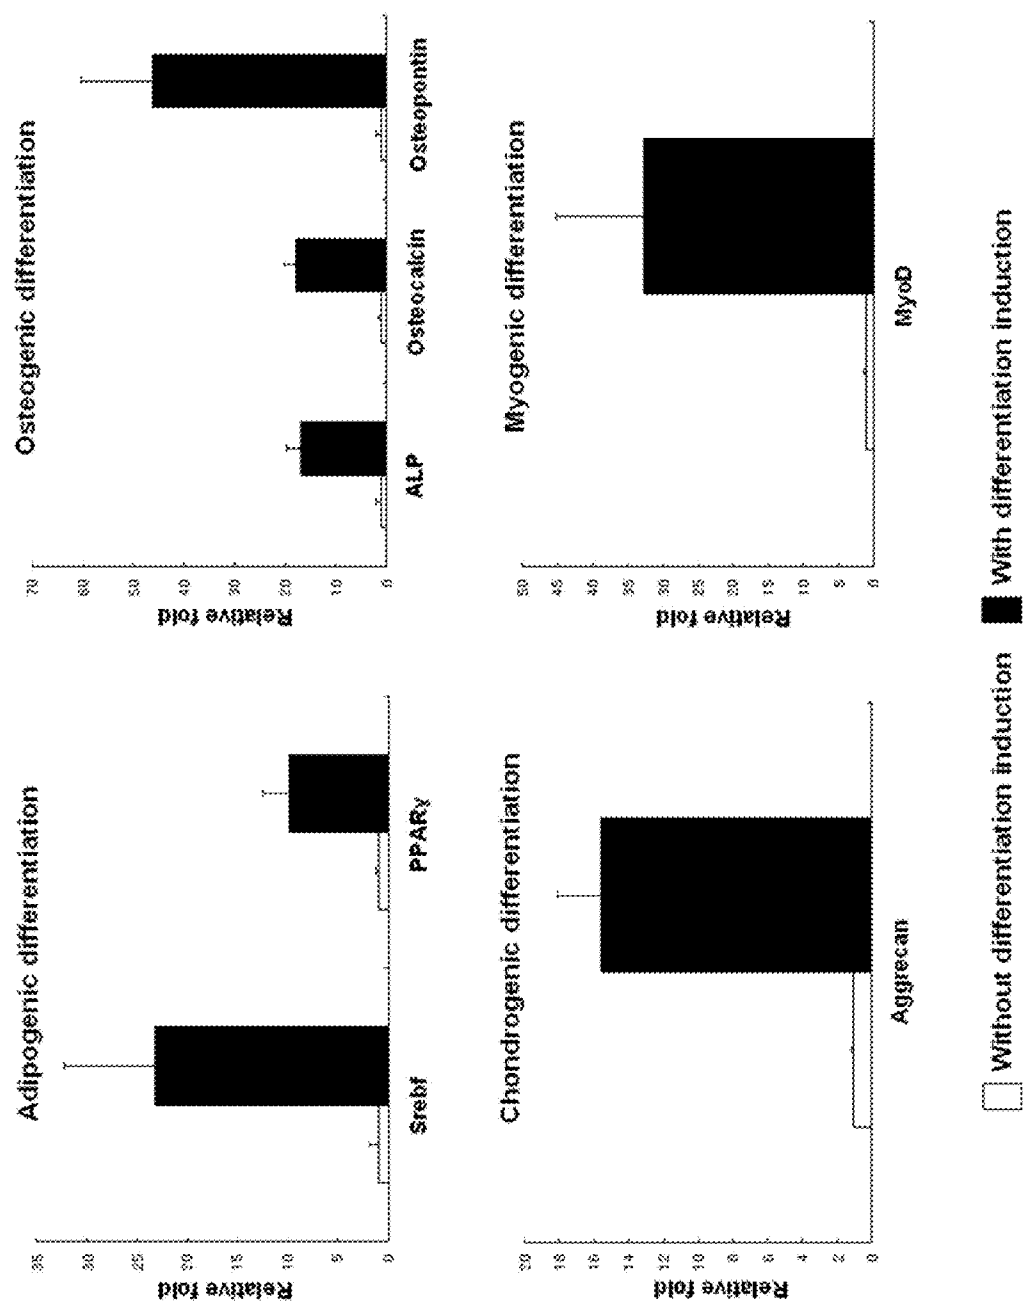 Adipogenic differentiation
Relative fold
35
30
25
20
15
10
5
0
Srebf
PPARγ
Osteogenic differentiation
Relative fold
70
60
50
40
30
20
10
0
ALP
Osteocalcin
Osteopontin
Chondrogenic differentiation
Relative fold
20
18
16
14
12
10
8
6
4
2
0
Aggrecan
Myogenic differentiation
Relative fold
50
45
40
35
30
25
20
15
10
5
0
MyoD
Without differentiation induction
With differentiation induction